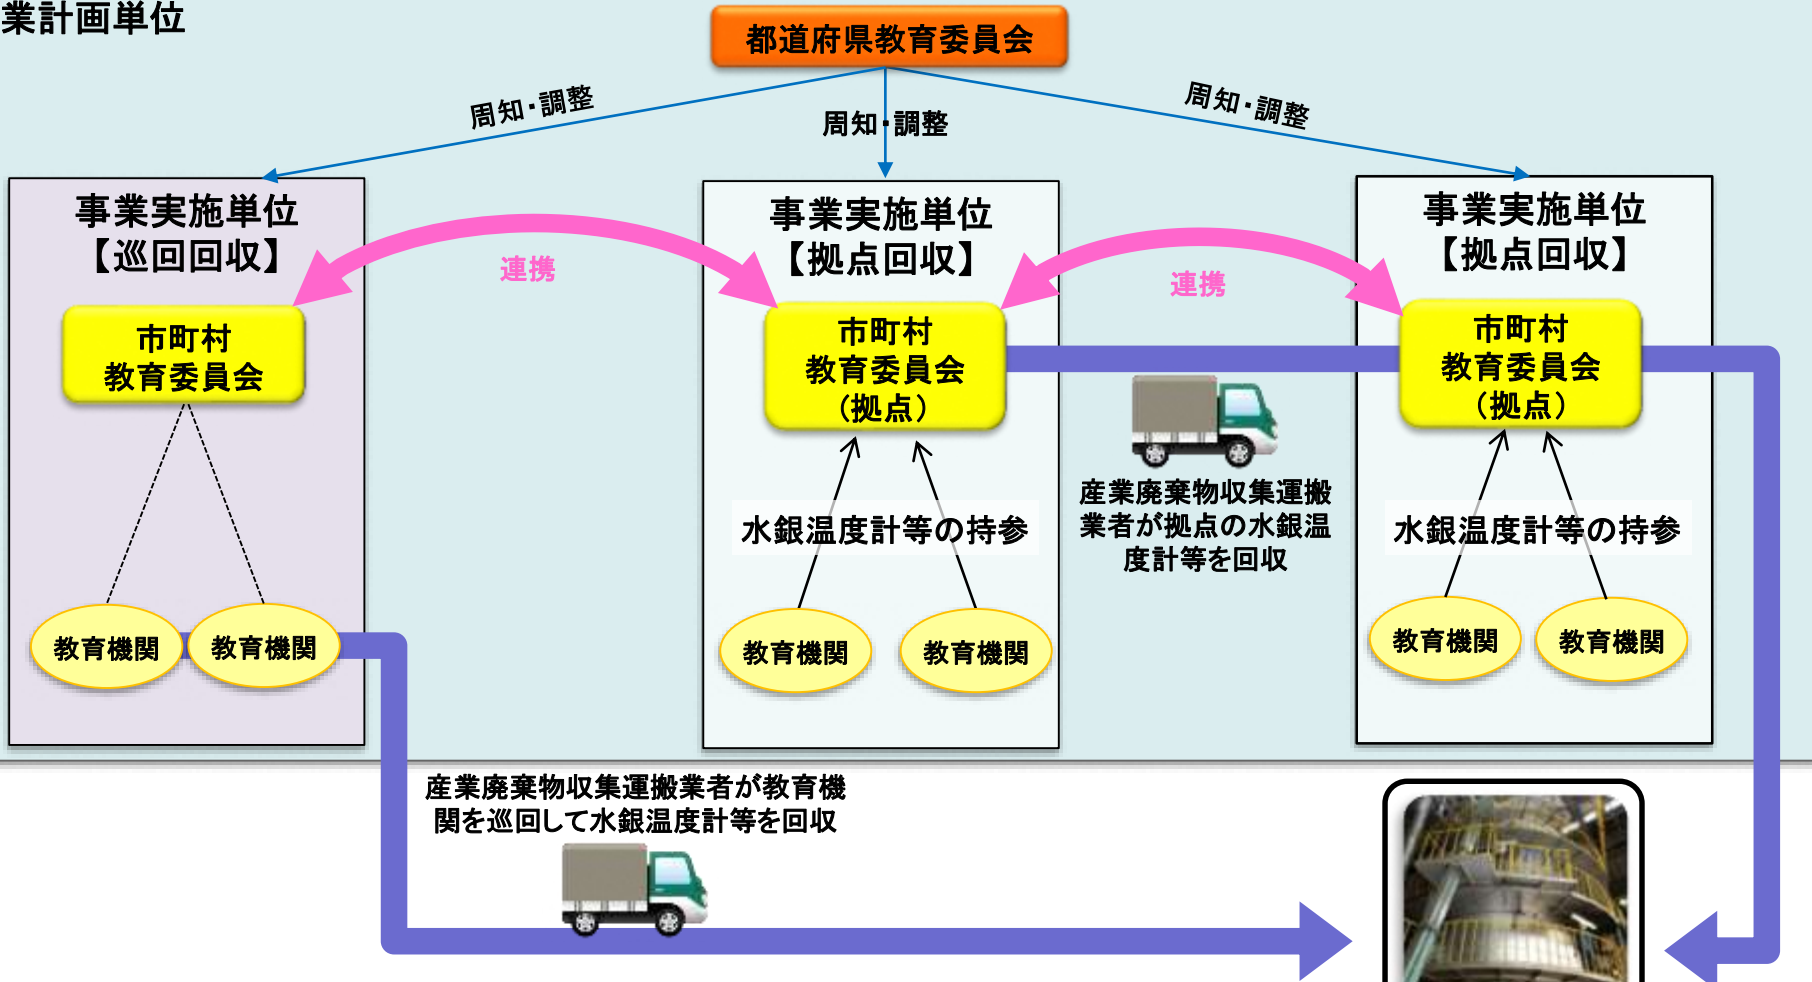 業計画単位
都道府県教育委員会
周知・調整
周知・調整
周知・調整
事業実施単位
【巡回回収】
事業実施単位
【拠点回収】
事業実施単位
【拠点回収】
連携
連携
市町村
教育委員会
市町村
教育委員会
（拠点）
市町村
教育委員会
（拠点）
産業廃棄物収集運搬
業者が拠点の水銀温
度計等を回収
水銀温度計等の持参
水銀温度計等の持参
教育機関
教育機関
教育機関
教育機関
教育機関
教育機関
産業廃棄物収集運搬業者が教育機
関を巡回して水銀温度計等を回収